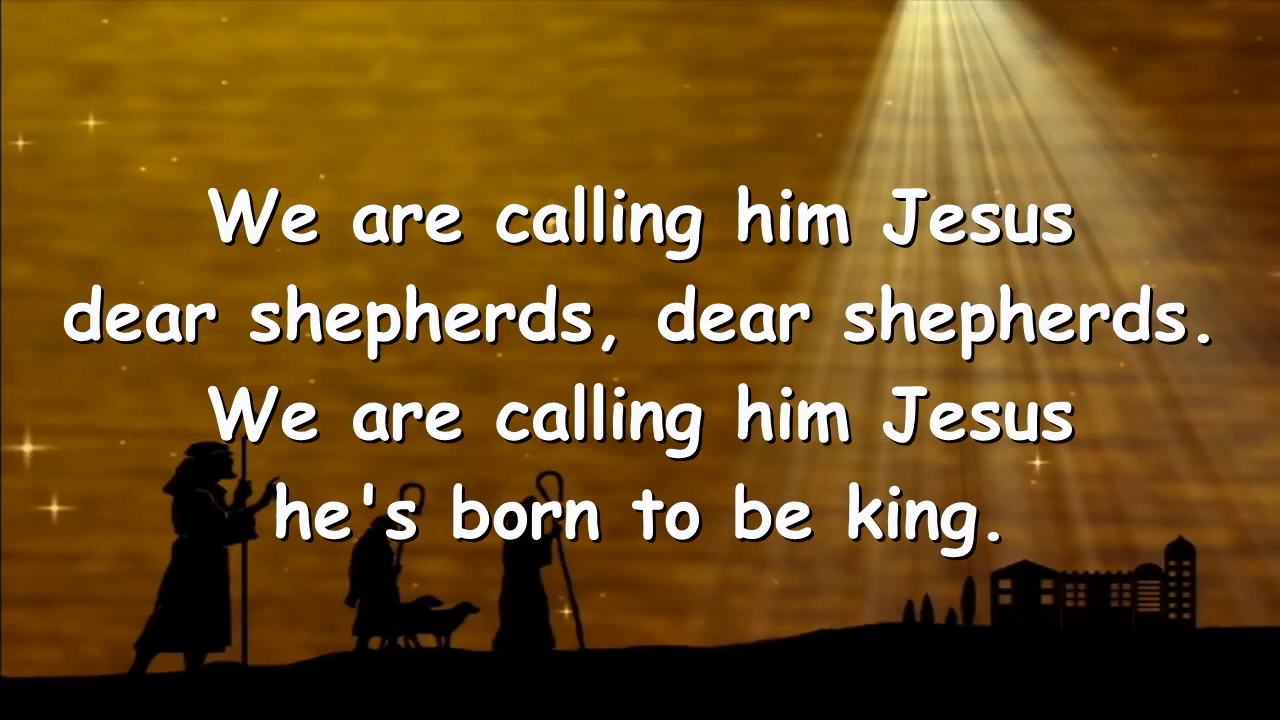 We are calling him Jesus
dear shepherds, dear shepherds.
We are calling him Jesus
he's born to be king.